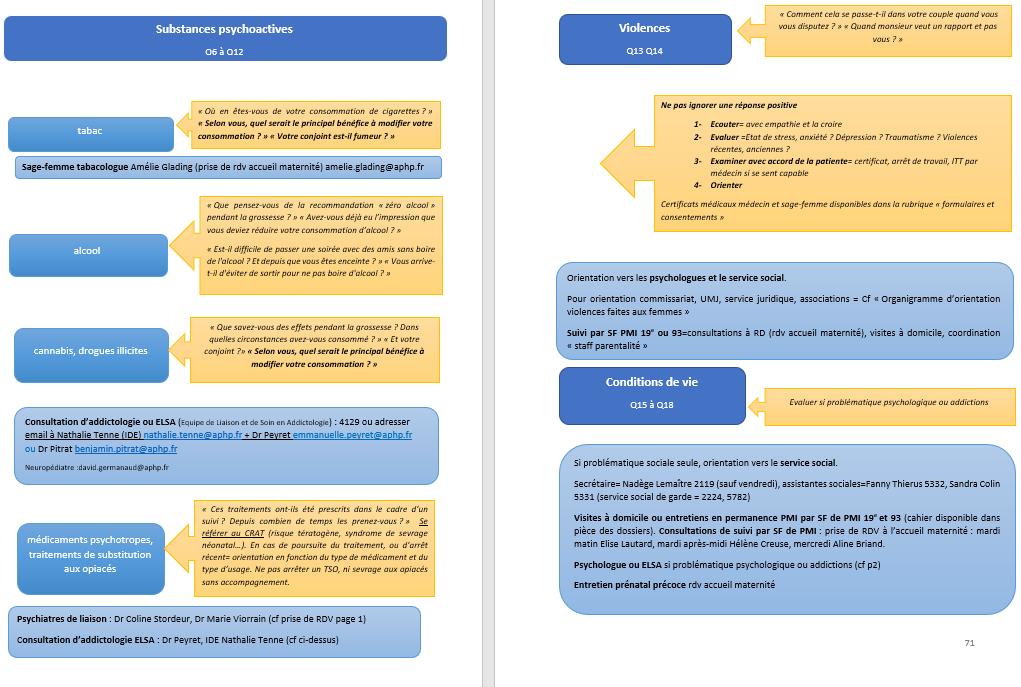 Substances psychoactives
Q6 à Q12
tabac
« Où en êtes-vous de votre consommation de cigarettes ? »
« Selon vous, quel serait le principal bénéfice à modifier votre
consommation ? » « Votre conjoint est-il fumeur ? »
Sage-femme tabacologue Amélie Glading (prise de rdv accueil maternité) amelie.glading@aphp.fr
alcool
« Que pensez-vous de la recommandation « zéro alcool »
pendant la grossesse ? » « Avez-vous déjà eu l'impression que
vous deviez réduire votre consommation d'alcool ? »
« Est-il difficile de passer une soirée avec des amis sans boire
de l'alcool ? Et depuis que vous êtes enceinte ? » « Vous arrive-
t-il d'éviter de sortir pour ne pas boire d'alcool ? »
cannabis, drogues illicites
« Que savez-vous des effets pendant la grossesse ? Dans
quelles circonstances avez-vous consommé ? » « Et votre
conjoint ?» « Selon vous, quel serait le principal bénéfice à
modifier votre consommation ? »
Consultation d'addictologie ou ELSA (Equipe de Liaison et de Soin en Addictologie) : 4129 ou adresser
email à Nathalie Tenne (IDE) nathalie.tenne@aphp.fr + Dr Peyret emmanuelle.peyret@aphp.fr
ou Dr Pitrat benjamin.pitrat@aphp.fr
Neuropédiatre :david.germanaud@aphp.fr
médicaments psychotropes,
traitements de substitution
aux opiacés
« Ces traitements ont-ils été prescrits dans le cadre d'un
suivi ? Depuis combien de temps les prenez-vous ? » Se
référer au CRAT (risque tératogène, syndrome de sewrage
néonatal...). En cas de poursuite du traitement, ou d'arrêt
récent= orientation en fonction du type de médicament et du
type d'usage. Ne pas arrêter un TSO, ni sevrage aux opiacés
sans accompagnement.
Psychiatres de liaison : Dr Coline Stordeur, Dr Marie Viorrain (cf prise de RDV page 1)
Consultation d'addictologie ELSA : Dr Peyret, IDE Nathalie Tenne (cf ci-dessus)
Violences
Q13 Q14
« Comment cela se passe-t-il dans votre couple quand vous
vous disputez ? » « Quand monsieur veut un rapport et pas
vous ? »
Ne pas ignorer une réponse positive
1- Ecouter= avec empathie et la croire
2- Evaluer =Etat de stress, anxiété ? Dépression ? Traumatisme ? Violences
récentes, anciennes ?
3- Examiner avec accord de la patiente= certificat, arrêt de travail, ITT par
médecin si se sent capable
4- Orienter
Certificats médicaux médecin et sage-femme disponibles dans la rubrique « formulaires et
consentements »
Orientation vers les psychologues et le service social.
Pour orientation commissariat, UMJ, service juridique, associations = Cf « Organigramme d'orientation
violences faites aux femmes »
Suivi par SF PMI 19e ou 93=consultations à RD (rdv accueil maternité), visites à domicile, coordination
« staff parentalité »
Conditions de vie
Q15 à Q18
Evaluer si problématique psychologique ou addictions
Si problématique sociale seule, orientation vers le service social.
Secrétaire= Nadège Lemaître 2119 (sauf vendredi), assistantes sociales=Fanny Thierus 5332, Sandra Colin
5331 (service social de garde = 2224, 5782)
Visites à domicile ou entretiens en permanence PMI par SF de PMI 19e et 93 (cahier disponible dans
pièce des dossiers). Consultations de suivi par SF de PMI : prise de RDV à l'accueil maternité : mardi
matin Elise Lautard, mardi après-midi Hélène Creuse, mercredi Aline Briand.
Psychologue ou ELSA si problématique psychologique ou addictions (cf p2)
Entretien prénatal précoce rdv accueil maternité
71